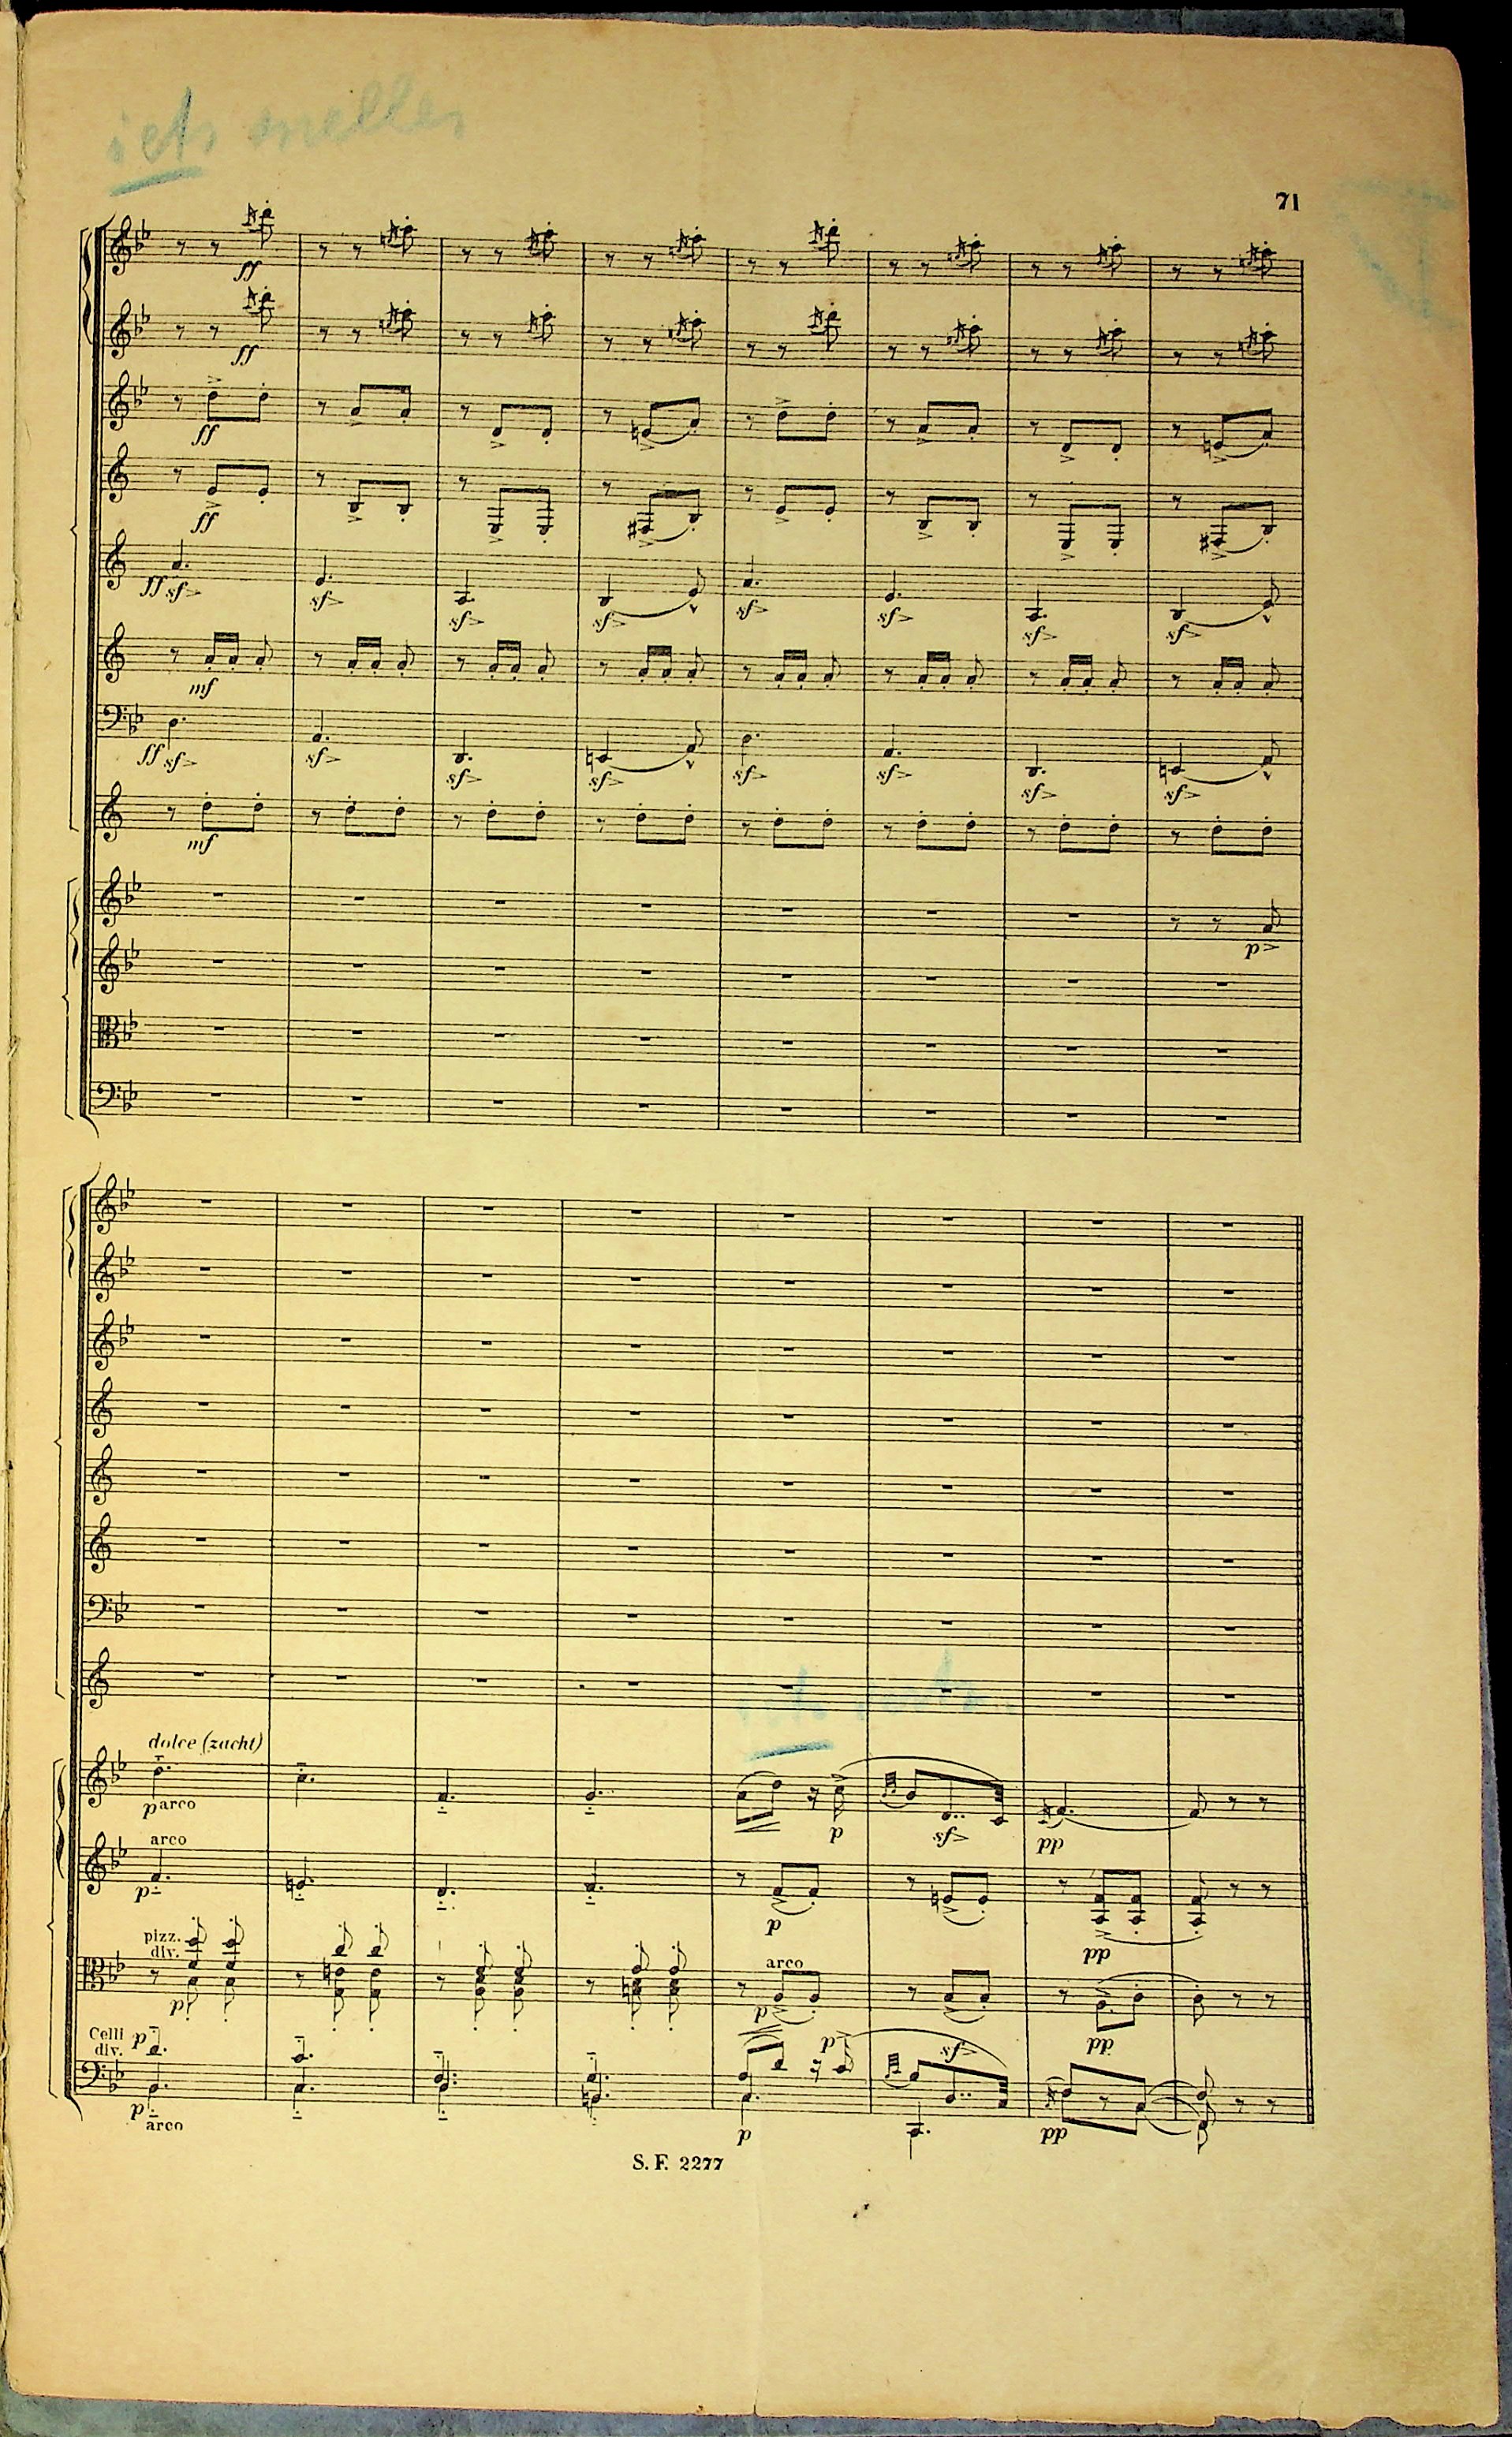 iets sneller
71
ff
ff
ff
ff
ff sf sf sf sf sf sf sf sf
mf
ff sf sf sf sf sf sf sf sf
mf
p
dolce (zacht)
p arco p sf pp
arco
p p pp
pizz.
div. arco
p p pp
Celli
div. p p sf
p p pp
arco
S. F. 2277